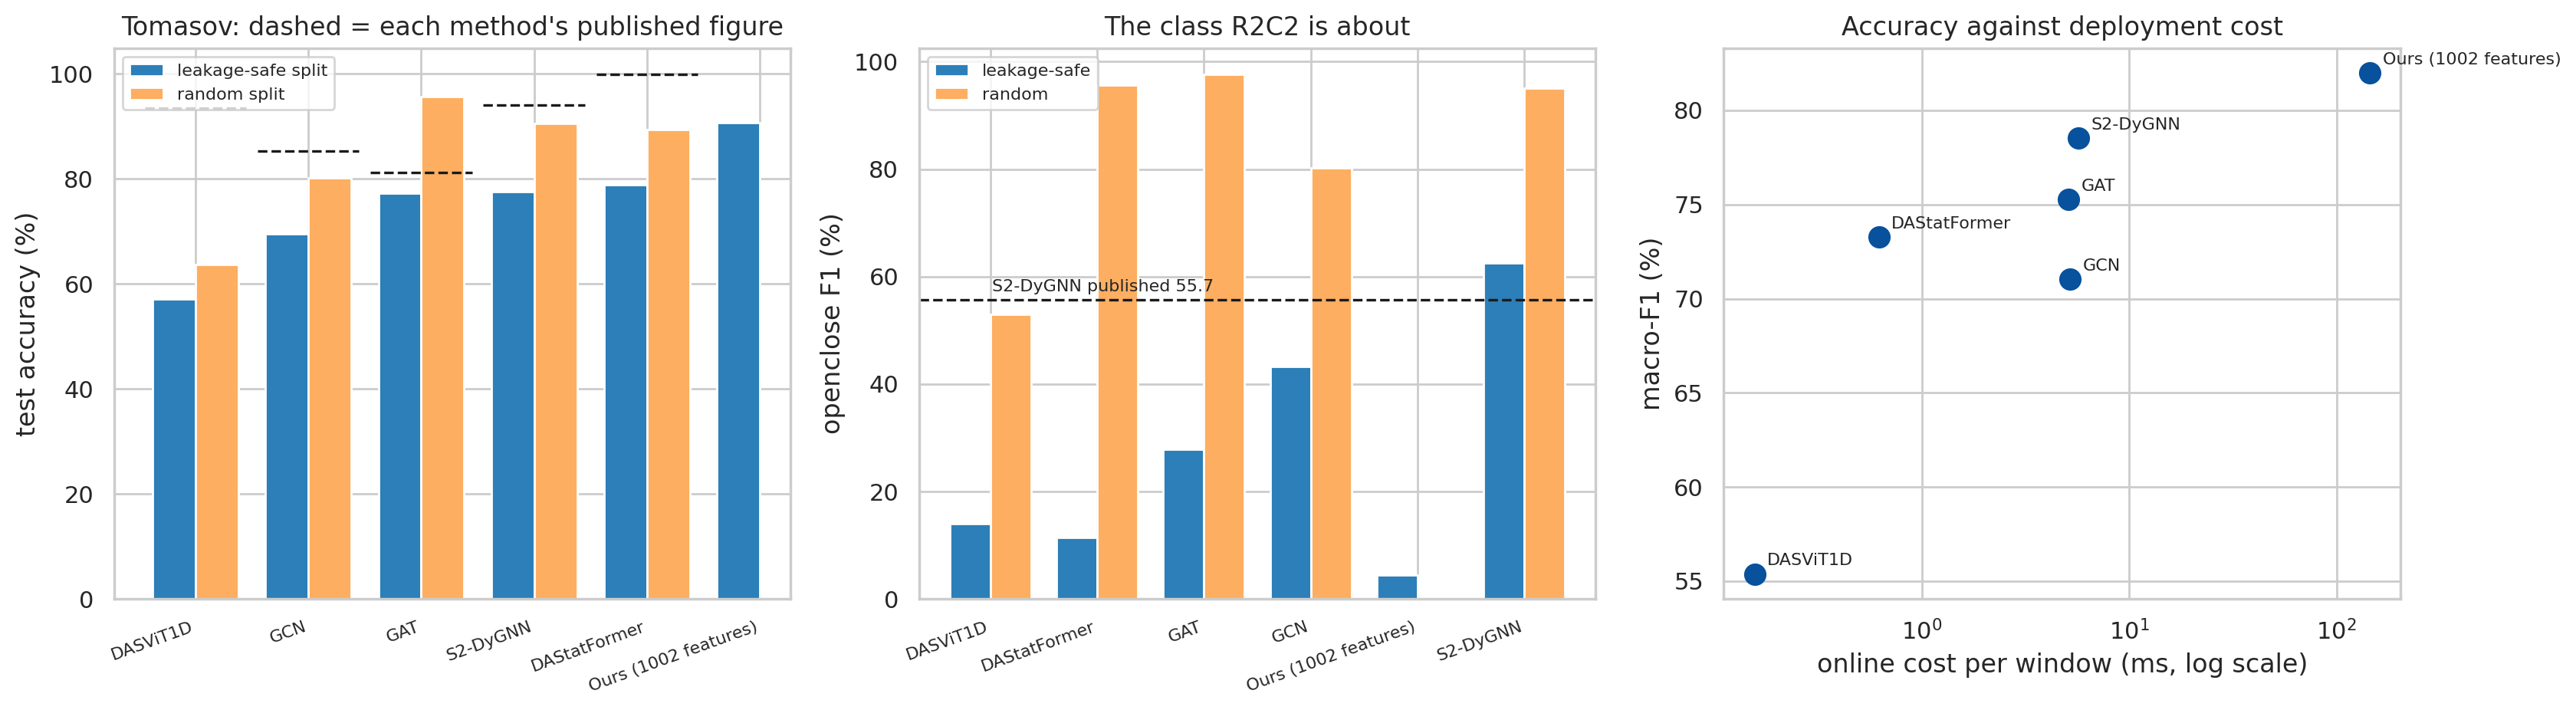 Tomasov: dashed = each method's published figure
leakage-safe split
random split
test accuracy (%)
100
80
60
40
20
0
DASViT1D
GCN
GAT
S2-DyGNN
DAStatFormer
Ours (1002 features)
The class R2C2 is about
leakage-safe
random
S2-DyGNN published 55.7
openclose F1 (%)
100
80
60
40
20
0
DASViT1D
DAStatFormer
GAT
GCN
Ours (1002 features)
S2-DyGNN
Accuracy against deployment cost
Ours (1002 features)
S2-DyGNN
GAT
DAStatFormer
GCN
DASViT1D
macro-F1 (%)
80
75
70
65
60
55
10⁰
10¹
10²
online cost per window (ms, log scale)